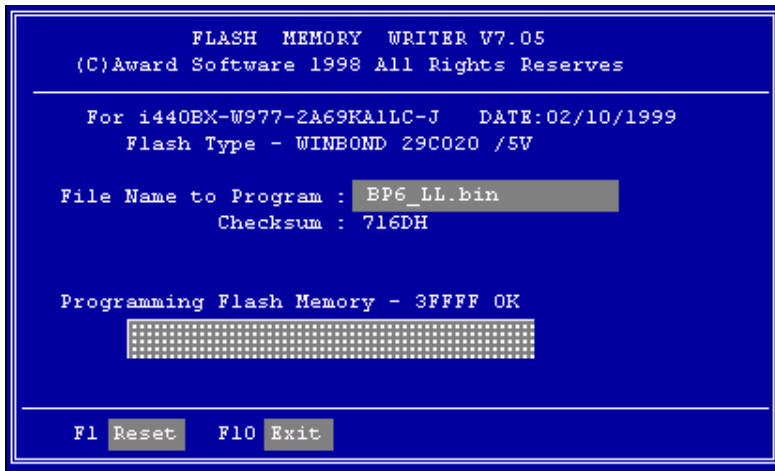 FLASH MEMORY WRITER V7.05
(C)Award Software 1998 All Rights Reserves
For i440BX-W977-2A69KA1LC-J DATE:02/10/1999
Flash Type - WINBOND 29C020 /5V
File Name to Program : BP6_LL.bin
Checksum : 716DH
Programming Flash Memory - 3FFFF OK
F1 Reset F10 Exit